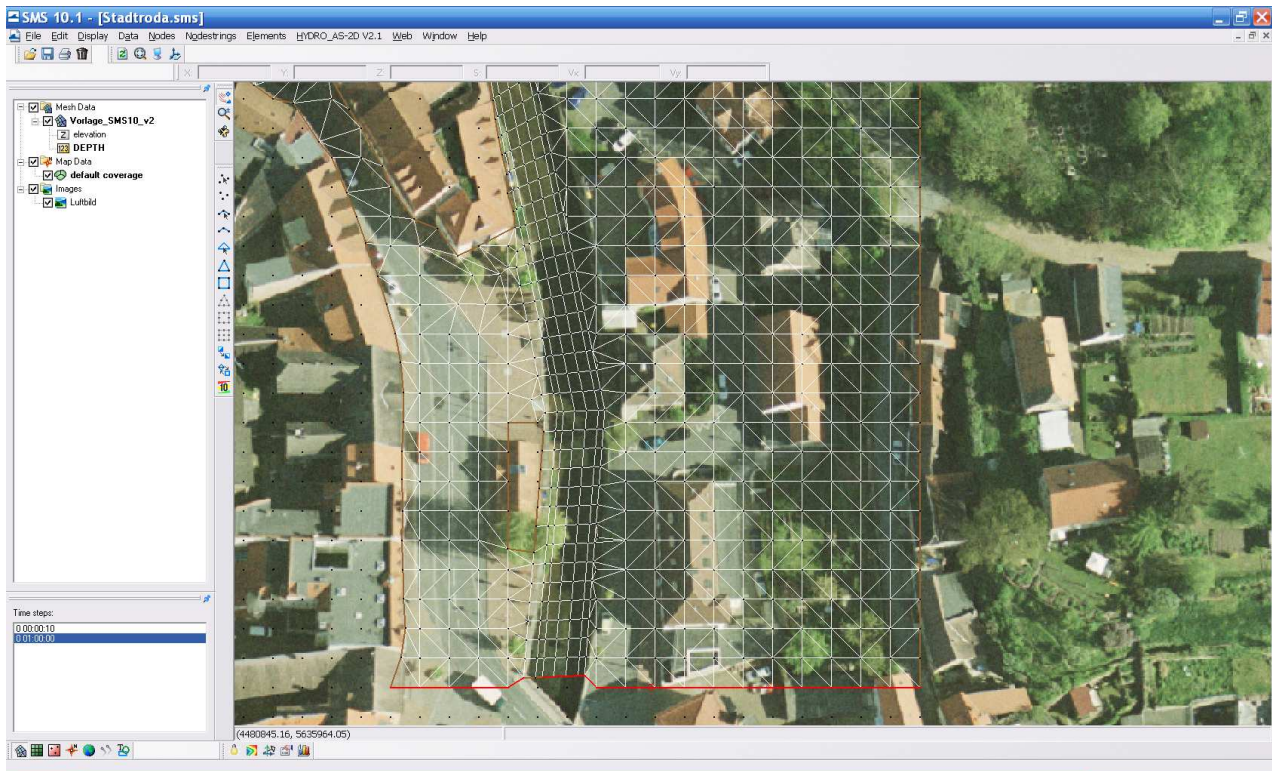 SMS 10.1 - [Stadtroda.sms]
File Edit Display Data Nodes Nodestrings Elements HYDRO_AS-2D V2.1 Web Window Help
X: Y: Z: S: Vx: Vy:
Mesh Data
Vorlage_SMS10_v2
Z elevation
123 DEPTH
Map Data
default coverage
Images
Luftbild
10
Time steps:
0 00:00:10
0 01:00:00
(4480845.16, 5635964.05)